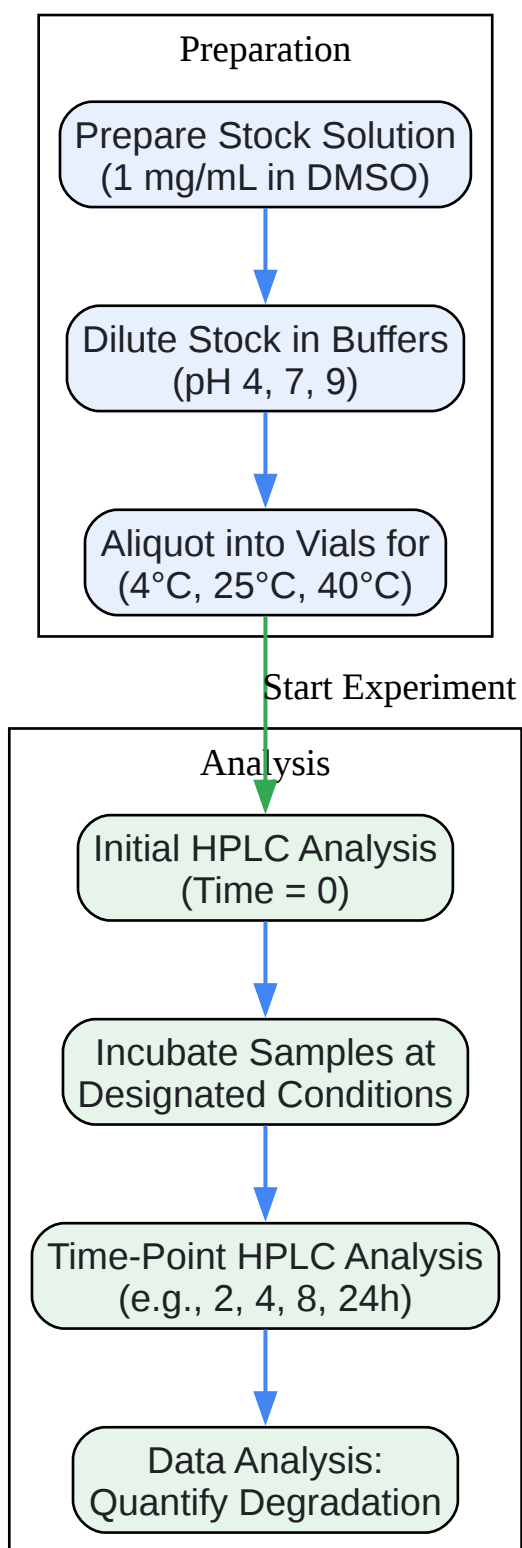 Preparation
Prepare Stock Solution
(1 mg/mL in DMSO)
Dilute Stock in Buffers
(pH 4, 7, 9)
Aliquot into Vials for
(4°C, 25°C, 40°C)
Start Experiment
Analysis
Initial HPLC Analysis
(Time = 0)
Incubate Samples at
Designated Conditions
Time-Point HPLC Analysis
(e.g., 2, 4, 8, 24h)
Data Analysis:
Quantify Degradation